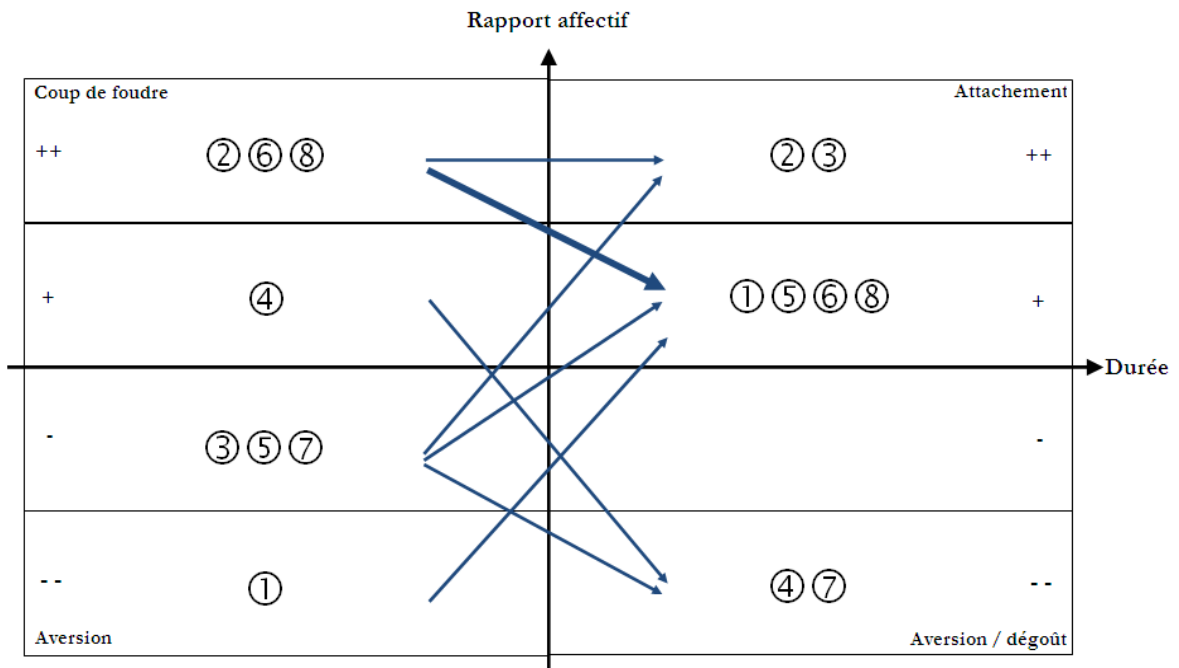 Rapport affectif
Coup de foudre
Attachement
++ ②⑥⑧ ②③ ++
+ ④ ①⑤⑥⑧ +
Durée
- ③⑤⑦ -
-- ① ④⑦ --
Aversion
Aversion / dégoût